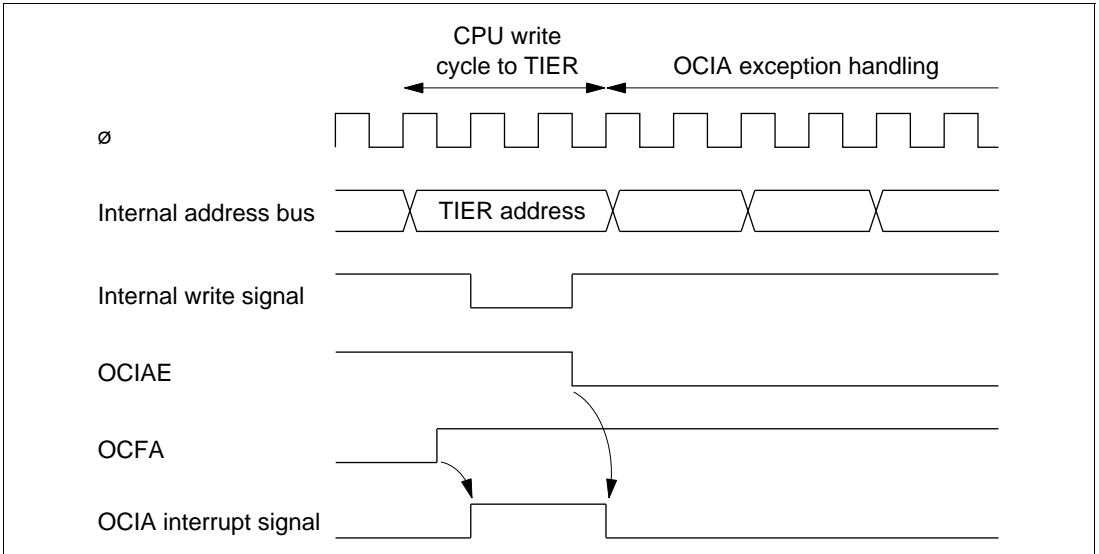 CPU write
cycle to TIER
OCIA exception handling
ø
Internal address bus
TIER address
Internal write signal
OCIAE
OCFA
OCIA interrupt signal